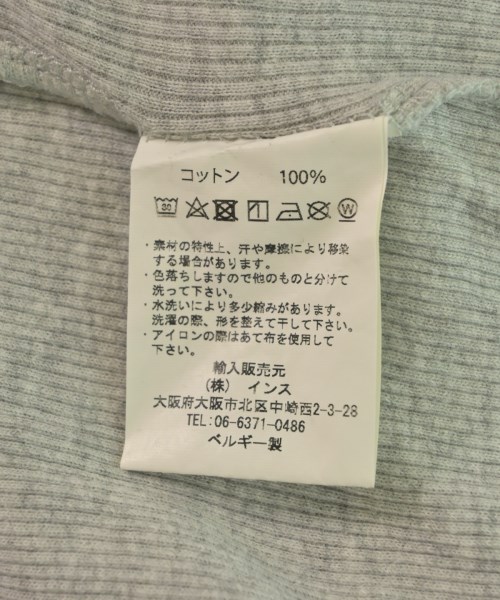 コットン 100%
30
W
・素材の特性上、汗や摩擦により移染
する場合があります。
・色落ちしますので他のものと分けて
洗って下さい。
・水洗いにより多少縮みがあります。
洗濯の際、形を整えて干して下さい。
・アイロンの際はあて布を使用して
下さい。
輸入販売元
(株) インス
大阪府大阪市北区中崎西2-3-28
TEL:06-6371-0486
ベルギー製